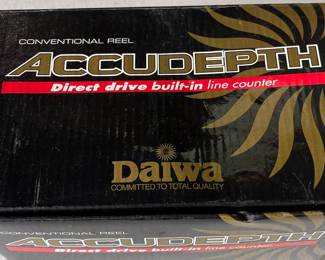 CONVENTIONAL REEL
ACCUDEPTH
Direct drive built-in line counter
Daiwa
COMMITTED TO TOTAL QUALITY
CONVENTIONAL REEL
ACCUDEPTH
Direct drive built-in line counter